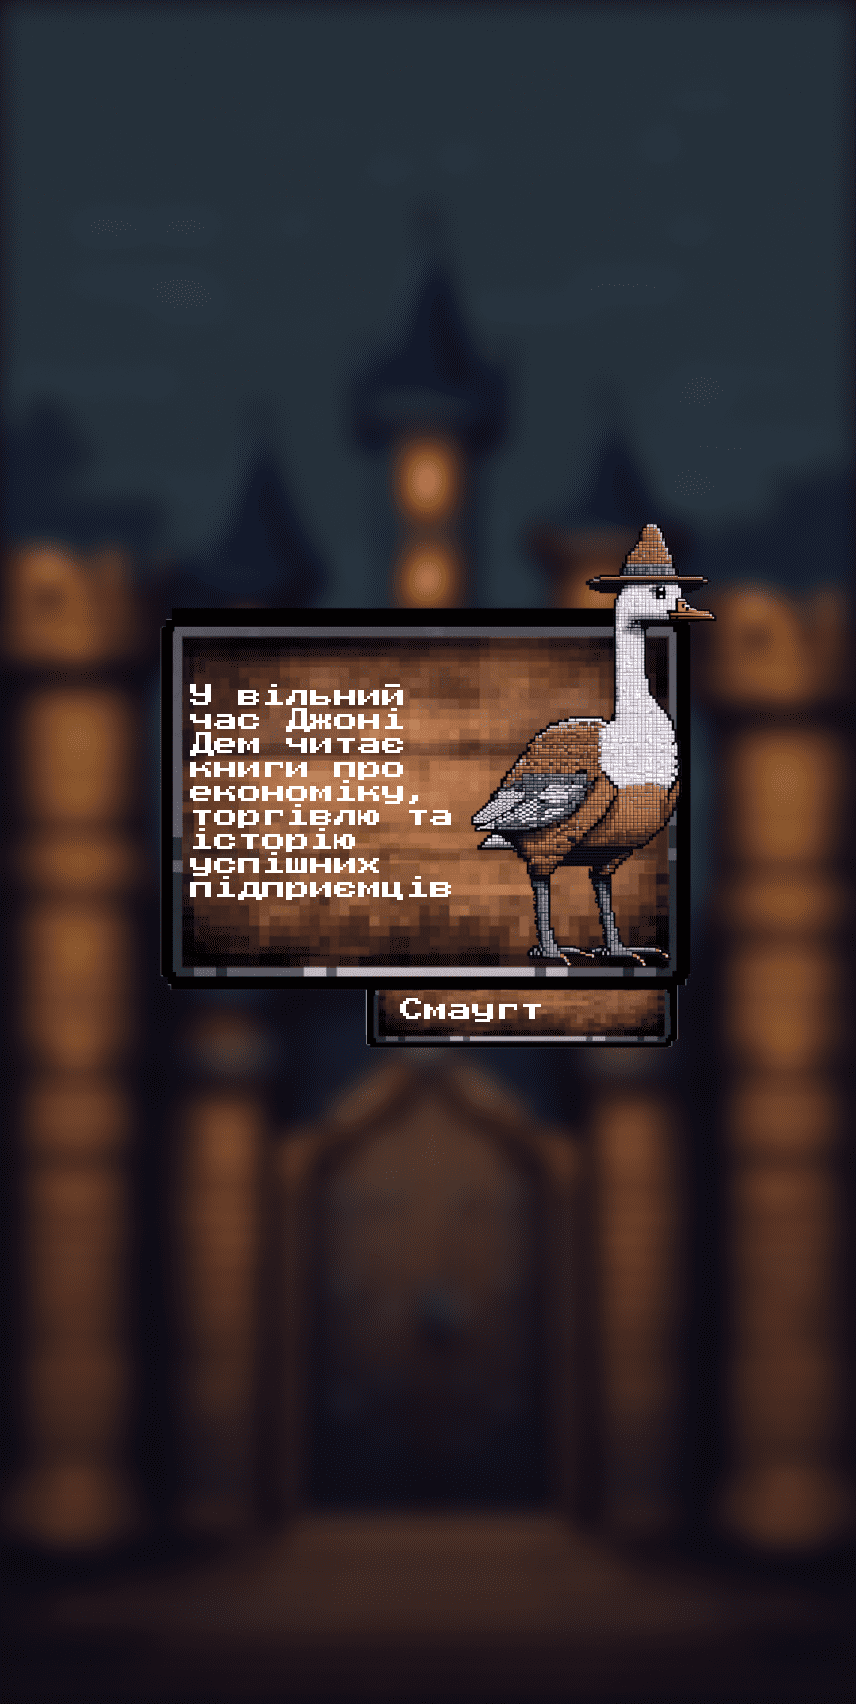 У вільний
час Джоні
Дем читає
книги про
економіку,
торгівлю та
історію
успішних
підприємців
Смаугт